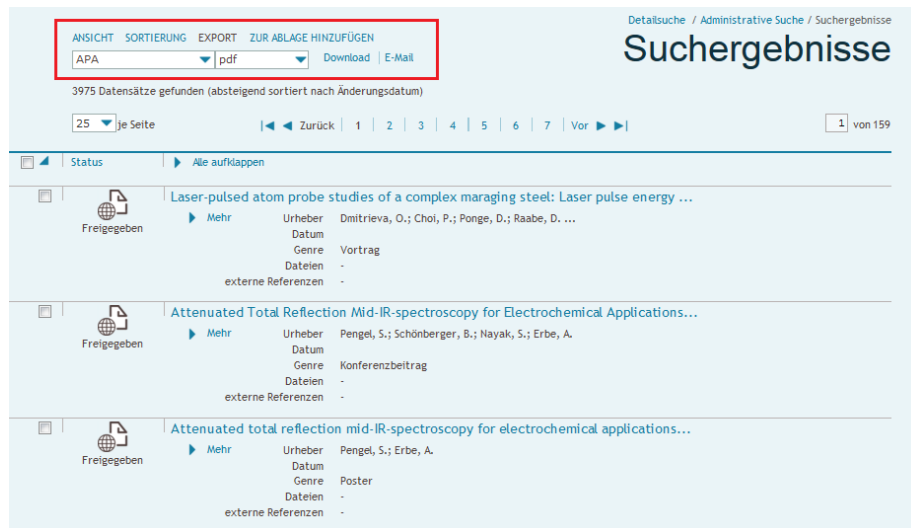 Detailsuche / Administrative Suche / Suchergebnisse
Suchergebnisse
ANSICHT SORTIERUNG EXPORT ZUR ABLAGE HINZUFÜGEN
APA pdf Download E-Mail
3975 Datensätze gefunden (absteigend sortiert nach Änderungsdatum)
25 je Seite Zurück 1 2 3 4 5 6 7 Vor 1 von 159
Status Alle aufklappen
Laser-pulsed atom probe studies of a complex maraging steel: Laser pulse energy ...
Freigegeben Mehr Urheber Dmitrieva, O.; Choi, P.; Ponge, D.; Raabe, D. ...
Datum
Genre Vortrag
Dateien -
externe Referenzen -
Attenuated Total Reflection Mid-IR-spectroscopy for Electrochemical Applications...
Freigegeben Mehr Urheber Pengel, S.; Schönberger, B.; Nayak, S.; Erbe, A.
Datum
Genre Konferenzbeitrag
Dateien -
externe Referenzen -
Attenuated total reflection mid-IR-spectroscopy for electrochemical applications...
Freigegeben Mehr Urheber Pengel, S.; Erbe, A.
Datum
Genre Poster
Dateien -
externe Referenzen -